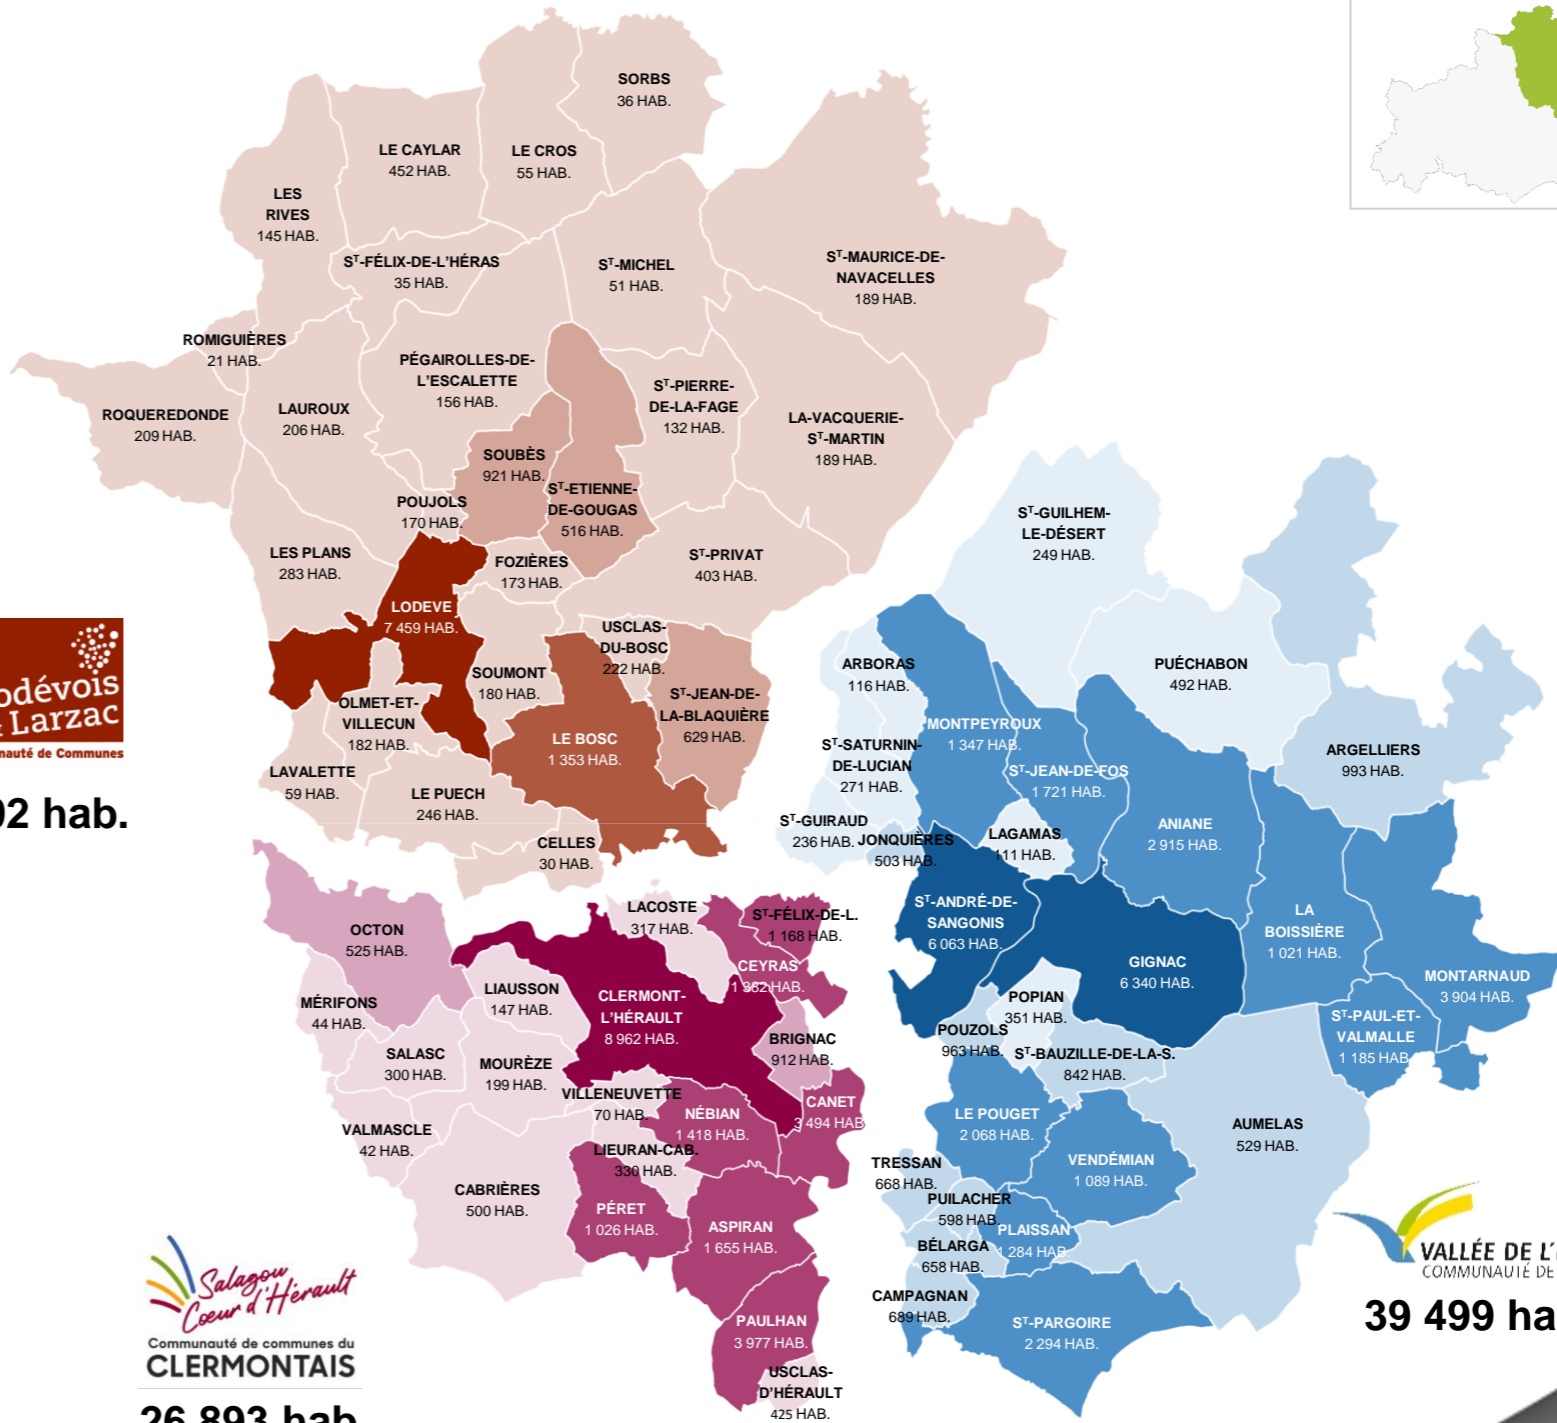 SORBS
36 HAB.
LE CAYLAR
452 HAB.
LE CROS
55 HAB.
LES
RIVES
145 HAB.
ST-FÉLIX-DE-L'HÉRAS
35 HAB.
ST-MICHEL
51 HAB.
ST-MAURICE-DE-
NAVACELLES
189 HAB.
ROMIGUIÈRES
21 HAB.
PÉGAIROLLES-DE-
L'ESCALETTE
156 HAB.
ROQUEREDONDE
209 HAB.
LAUROUX
206 HAB.
ST-PIERRE-
DE-LA-FAGE
132 HAB.
LA-VACQUERIE-
ST-MARTIN
189 HAB.
SOUBÈS
921 HAB.
ST-ETIENNE-
DE-GOUGAS
516 HAB.
POUJOLS
170 HAB.
LES PLANS
283 HAB.
FOZIÈRES
173 HAB.
ST-PRIVAT
403 HAB.
LODEVE
7 459 HAB.
USCLAS-
DU-BOSC
222 HAB.
SOUMONT
180 HAB.
OLMET-ET-
VILLECUN
182 HAB.
ST-JEAN-DE-
LA-BLAQUIÈRE
629 HAB.
LE BOSC
1 353 HAB.
LAVALETTE
59 HAB.
LE PUECH
246 HAB.
CELLES
30 HAB.
odévois
Larzac
nauté de Communes
02 hab.
ST-GUILHEM-
LE-DÉSERT
249 HAB.
PUÉCHABON
492 HAB.
ARBORAS
116 HAB.
MONTPEYROUX
1 347 HAB.
ST-SATURNIN-
DE-LUCIAN
271 HAB.
ST-JEAN-DE-FOS
1 721 HAB.
ARGELLIERS
993 HAB.
ST-GUIRAUD
236 HAB.
JONQUIÈRES
503 HAB.
LAGAMAS
111 HAB.
ANIANE
2 915 HAB.
ST-ANDRÉ-DE-
SANGONIS
6 063 HAB.
GIGNAC
6 340 HAB.
LA
BOISSIÈRE
1 021 HAB.
MONTARNAUD
3 904 HAB.
POPIAN
351 HAB.
POUZOLS
963 HAB.
ST-BAUZILLE-DE-LA-S.
842 HAB.
ST-PAUL-ET-
VALMALLE
1 185 HAB.
LE POUGET
2 068 HAB.
AUMELAS
529 HAB.
VENDÉMIAN
1 089 HAB.
TRESSAN
668 HAB.
PUILACHER
598 HAB.
PLAISSAN
1 284 HAB.
BÉLARGA
658 HAB.
CAMPAGNAN
689 HAB.
ST-PARGOIRE
2 294 HAB.
VALLÉE DE L'
COMMUNAUTÉ DE
39 499 ha
LACOSTE
317 HAB.
ST-FÉLIX-DE-L.
1 168 HAB.
OCTON
525 HAB.
CEYRAS
1 382 HAB.
MÉRIFONS
44 HAB.
LIAUSSON
147 HAB.
CLERMONT-
L'HÉRAULT
8 962 HAB.
BRIGNAC
912 HAB.
SALASC
300 HAB.
MOURÈZE
199 HAB.
VILLENEUVETTE
70 HAB.
NÉBIAN
1 418 HAB.
CANET
3 494 HAB
VALMASCLE
42 HAB.
LIEURAN-CAB.
330 HAB.
CABRIÈRES
500 HAB.
PÉRET
1 026 HAB.
ASPIRAN
1 655 HAB.
PAULHAN
3 977 HAB.
USCLAS-
D'HÉRAULT
425 HAB.
Salagou
Cœur d'Hérault
Communauté de communes du
CLERMONTAIS
26 893 hab